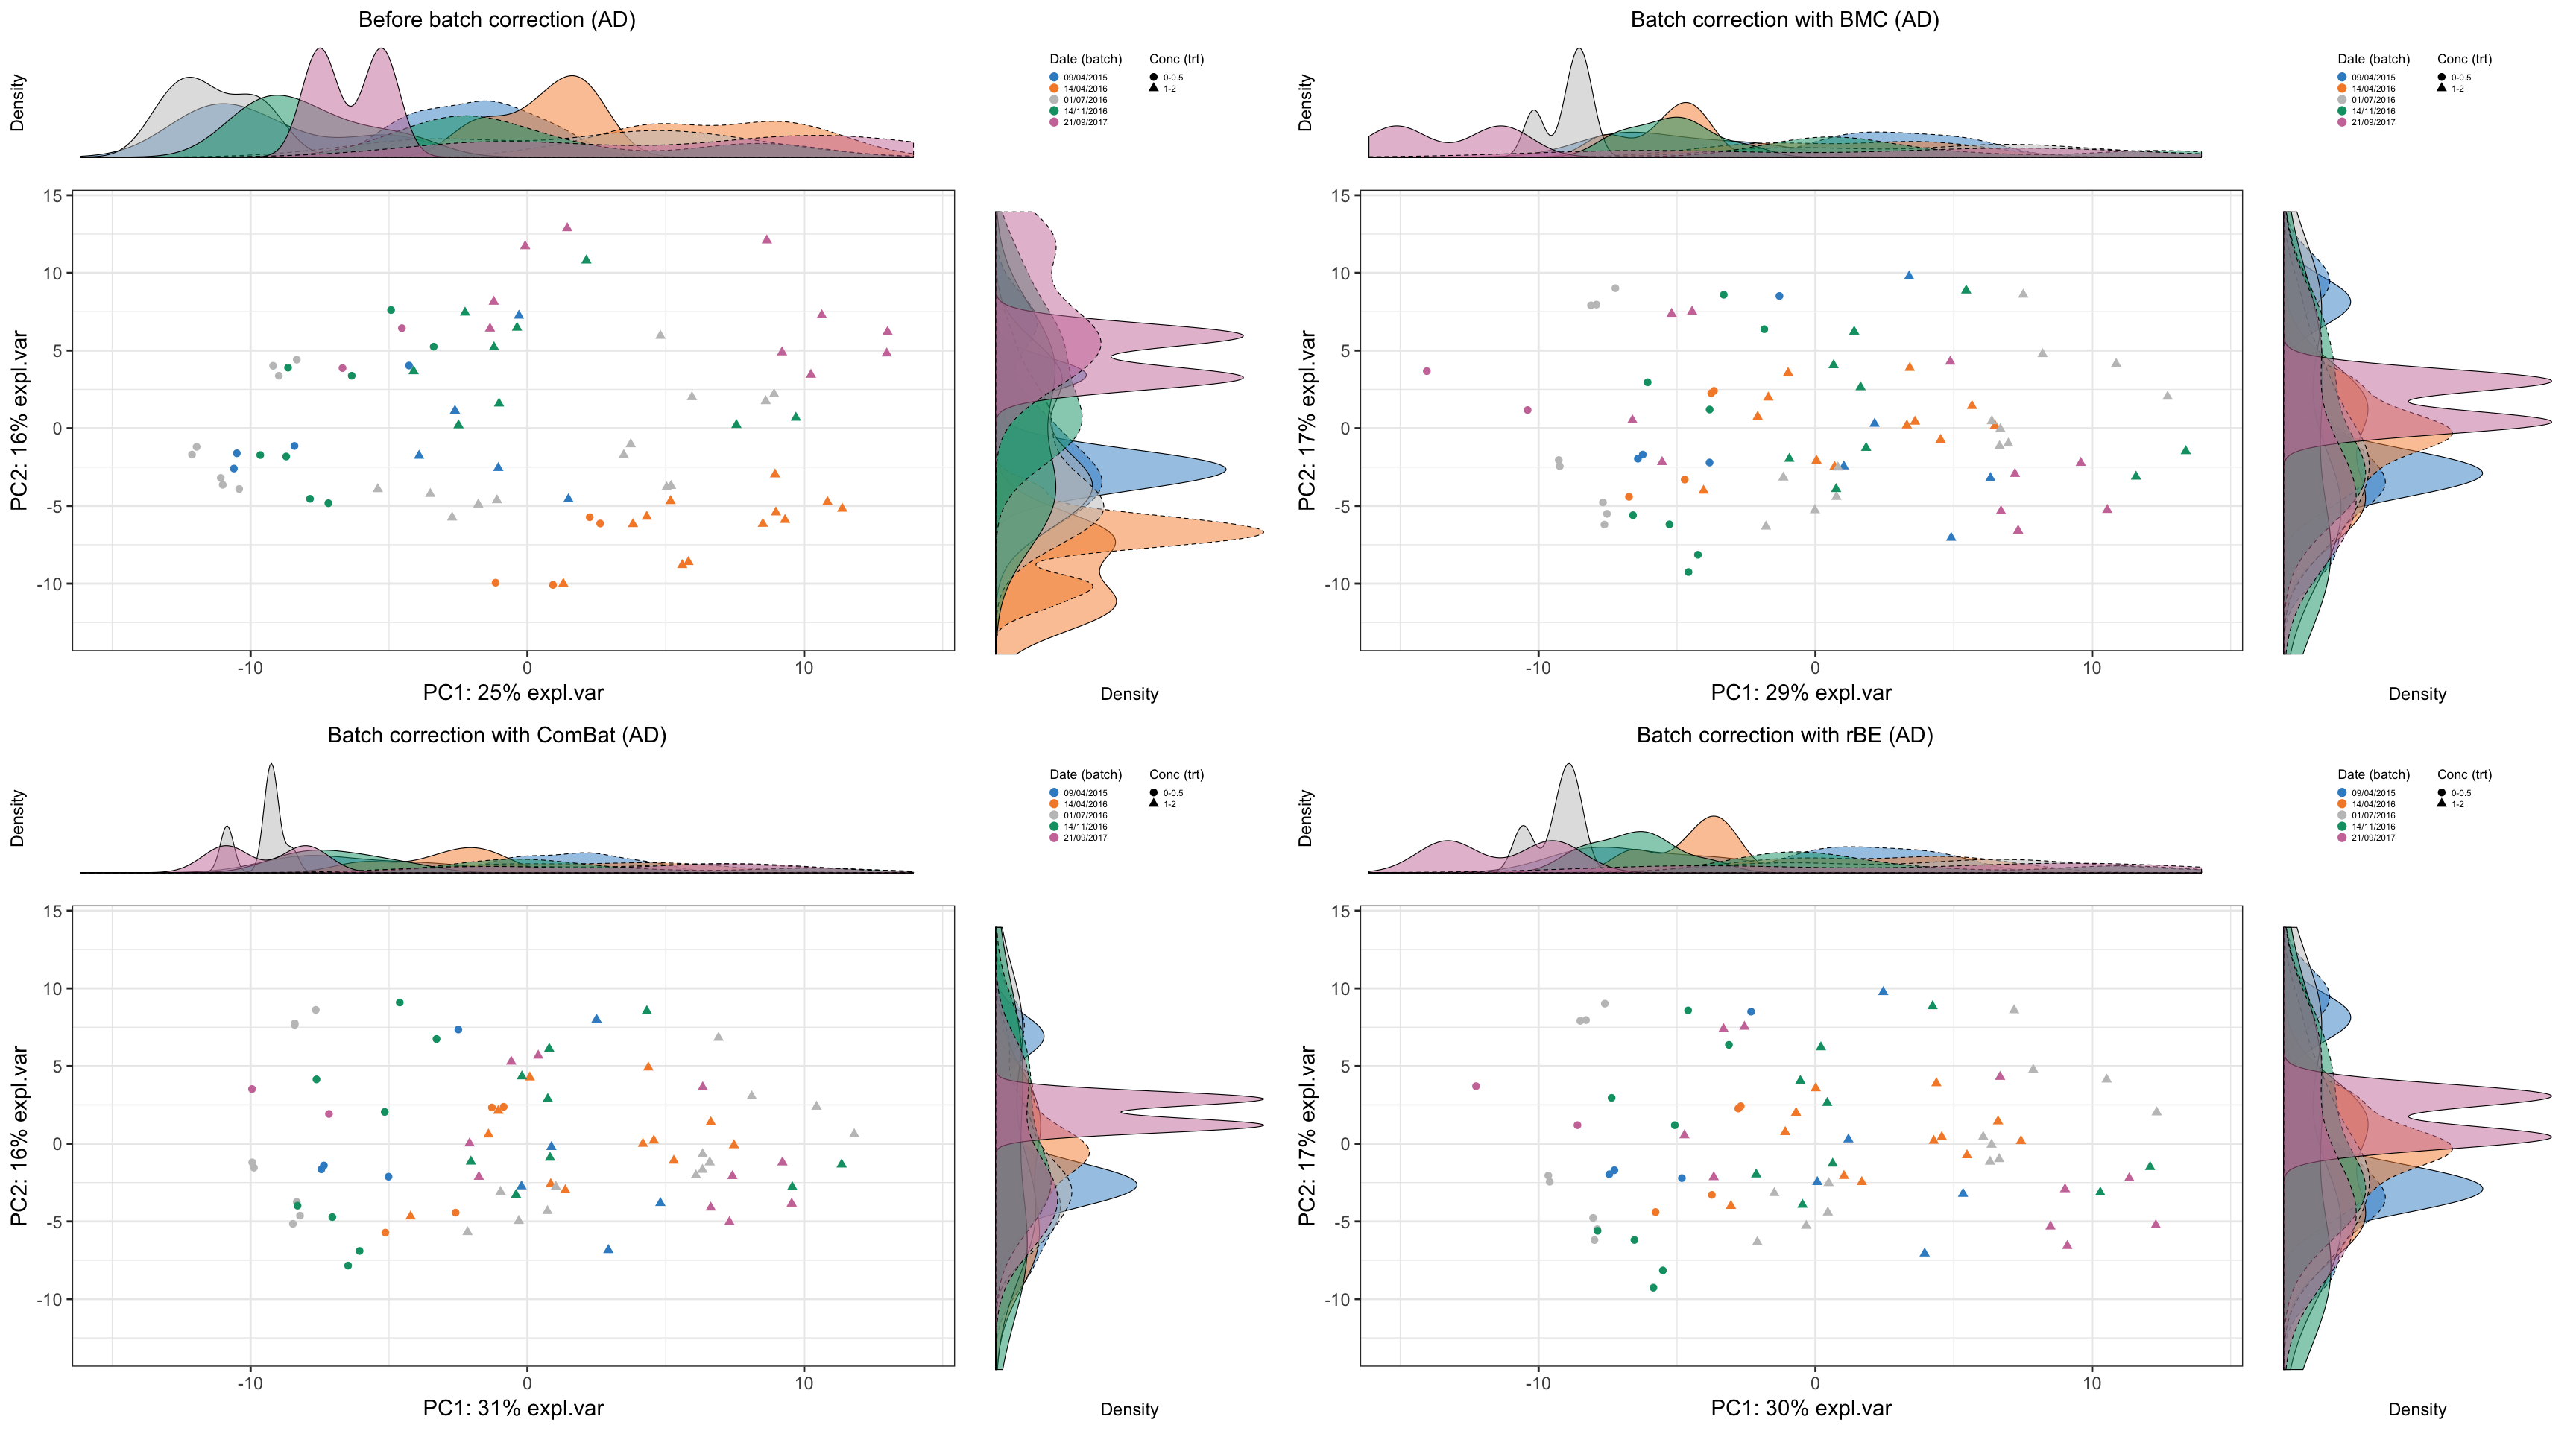 Before batch correction (AD)
Density
Date (batch)
Conc (trt)
09/04/2015
14/04/2016
01/07/2016
14/11/2016
21/09/2017
0-0.5
1-2
15
10
5
0
-5
-10
PC2: 16% expl.var
-10
0
10
PC1: 25% expl.var
Density
Batch correction with BMC (AD)
Density
Date (batch)
Conc (trt)
09/04/2015
14/04/2016
01/07/2016
14/11/2016
21/09/2017
0-0.5
1-2
15
10
5
0
-5
-10
PC2: 17% expl.var
-10
0
10
PC1: 29% expl.var
Density
Batch correction with ComBat (AD)
Density
Date (batch)
Conc (trt)
09/04/2015
14/04/2016
01/07/2016
14/11/2016
21/09/2017
0-0.5
1-2
15
10
5
0
-5
-10
PC2: 16% expl.var
-10
0
10
PC1: 31% expl.var
Density
Batch correction with rBE (AD)
Density
Date (batch)
Conc (trt)
09/04/2015
14/04/2016
01/07/2016
14/11/2016
21/09/2017
0-0.5
1-2
15
10
5
0
-5
-10
PC2: 17% expl.var
-10
0
10
PC1: 30% expl.var
Density